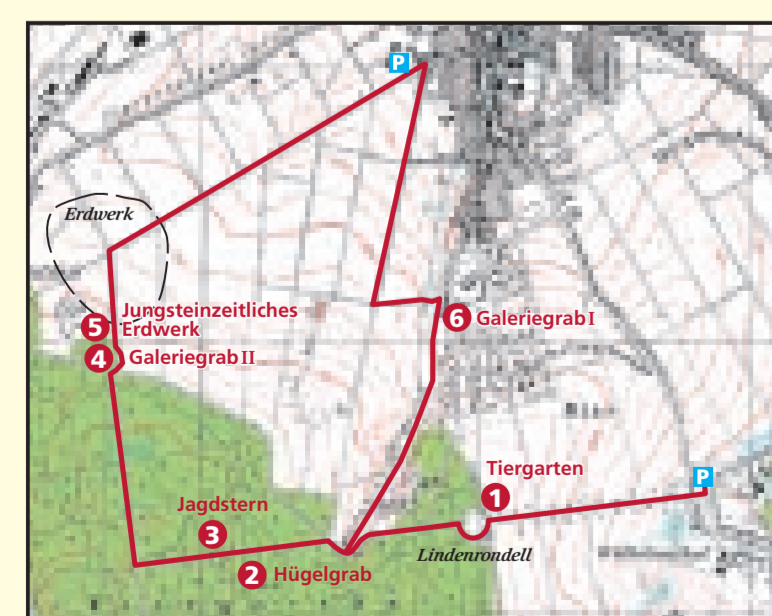 P
Erdwerk
5 Jungsteinzeitliches
Erdwerk
4 Galeriegrab II
6 Galeriegrab I
Tiergarten
1
P
Jagdstern
3
Lindenrondell
2 Hügelgrab